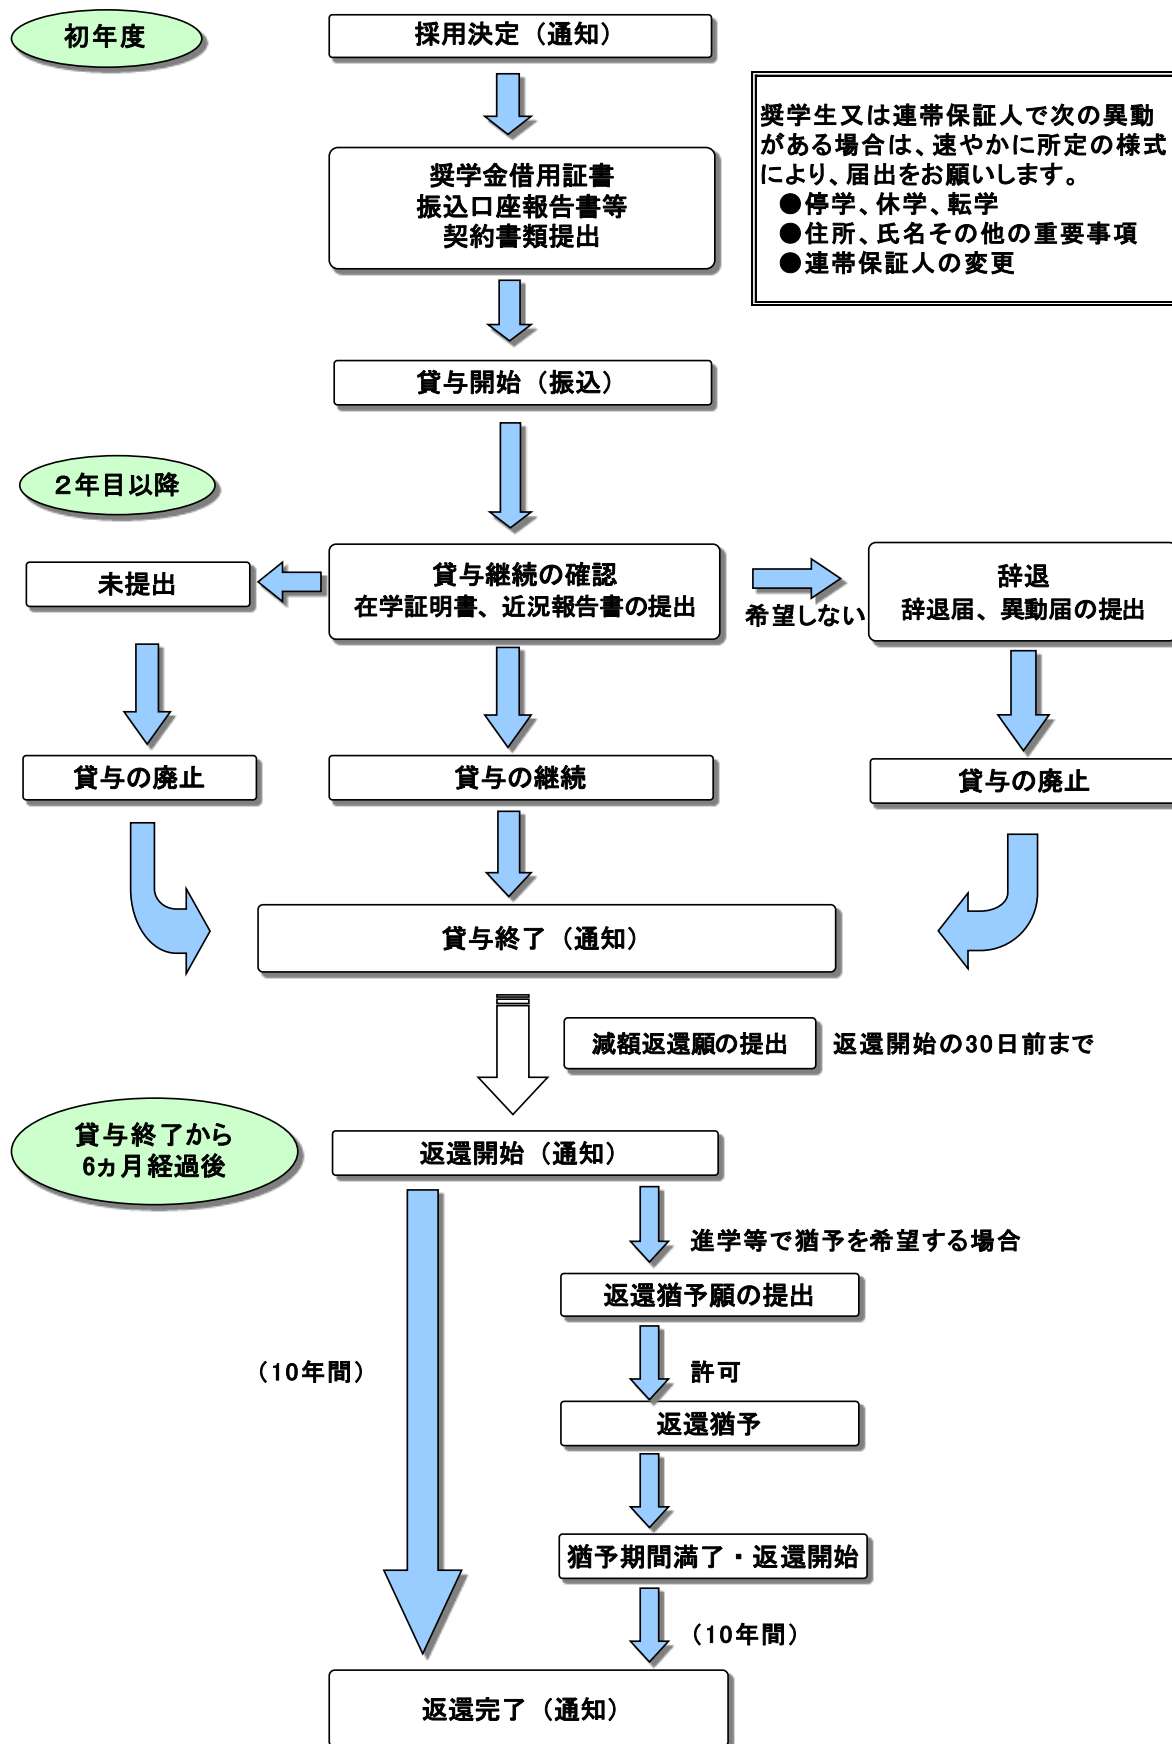 初年度
採用決定（通知）
奨学生又は連帯保証人で次の異動
がある場合は、速やかに所定の様式
により、届出をお願いします。
●停学、休学、転学
●住所、氏名その他の重要事項
●連帯保証人の変更
奨学金借用証書
振込口座報告書等
契約書類提出
貸与開始（振込）
２年目以降
未提出
貸与継続の確認
在学証明書、近況報告書の提出
希望しない
辞退
辞退届、異動届の提出
貸与の廃止
貸与の継続
貸与の廃止
貸与終了（通知）
減額返還願の提出
返還開始の30日前まで
貸与終了から
6ヵ月経過後
返還開始（通知）
進学等で猶予を希望する場合
返還猶予願の提出
（10年間）
許可
返還猶予
猶予期間満了・返還開始
（10年間）
返還完了（通知）